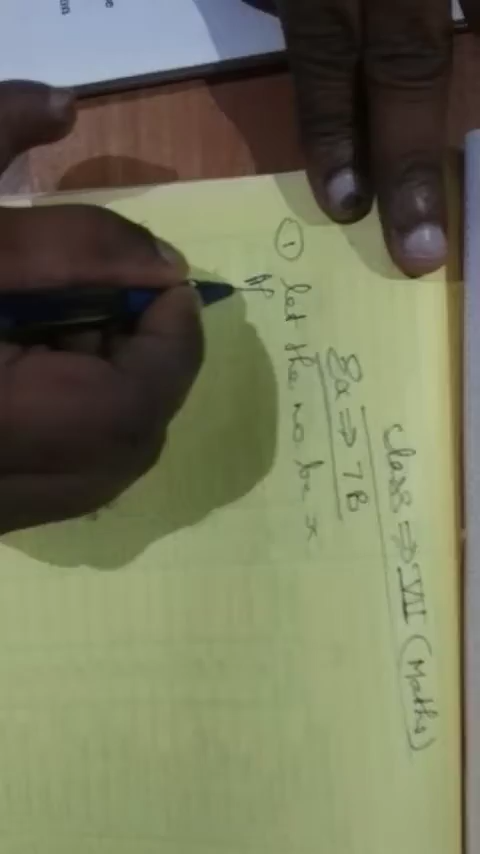 Class ⇒ VII (Maths)
Ex ⇒ 7B
① let the no be x